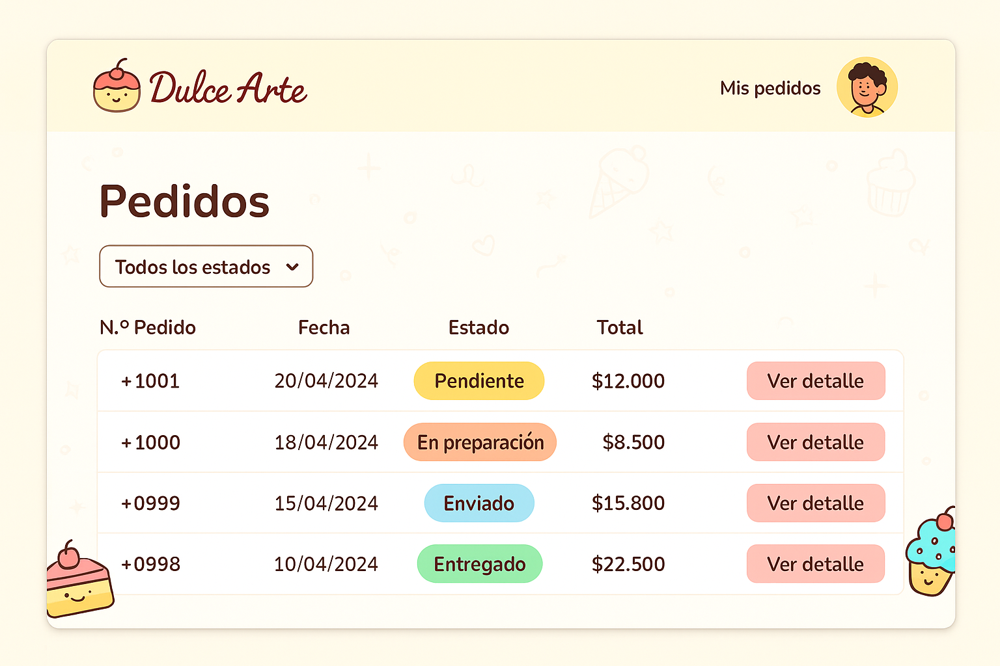 Dulce Arte
Mis pedidos
Pedidos
Todos los estados
N.º Pedido Fecha Estado Total
+1001 20/04/2024 Pendiente $12.000 Ver detalle
+1000 18/04/2024 En preparación $8.500 Ver detalle
+0999 15/04/2024 Enviado $15.800 Ver detalle
+0998 10/04/2024 Entregado $22.500 Ver detalle